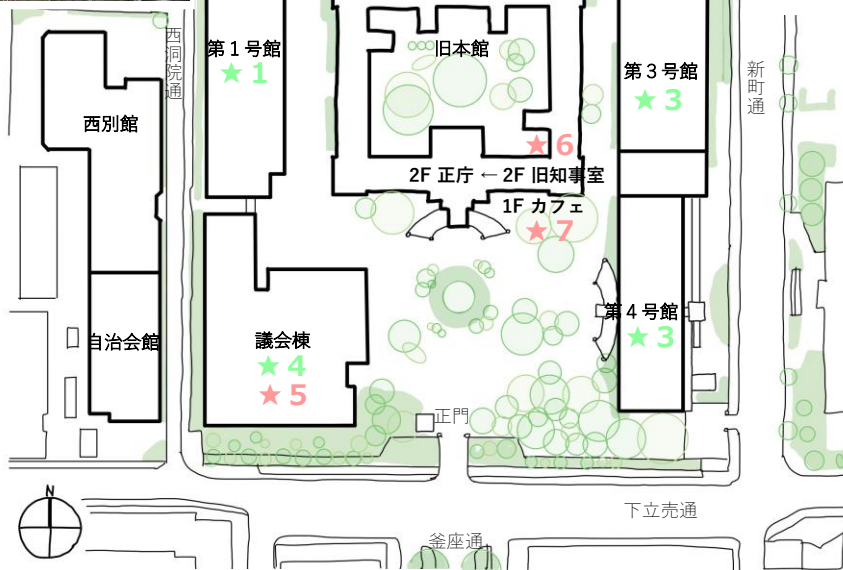 西洞院通
第１号館
★ 1
旧本館
第３号館
★ 3
新町通
西別館
★ 6
2F 正庁 ← 2F 旧知事室
1F カフェ
★ 7
第４号館
★ 3
自治会館
議会棟
★ 4
★ 5
正門
N
下立売通
釜座通